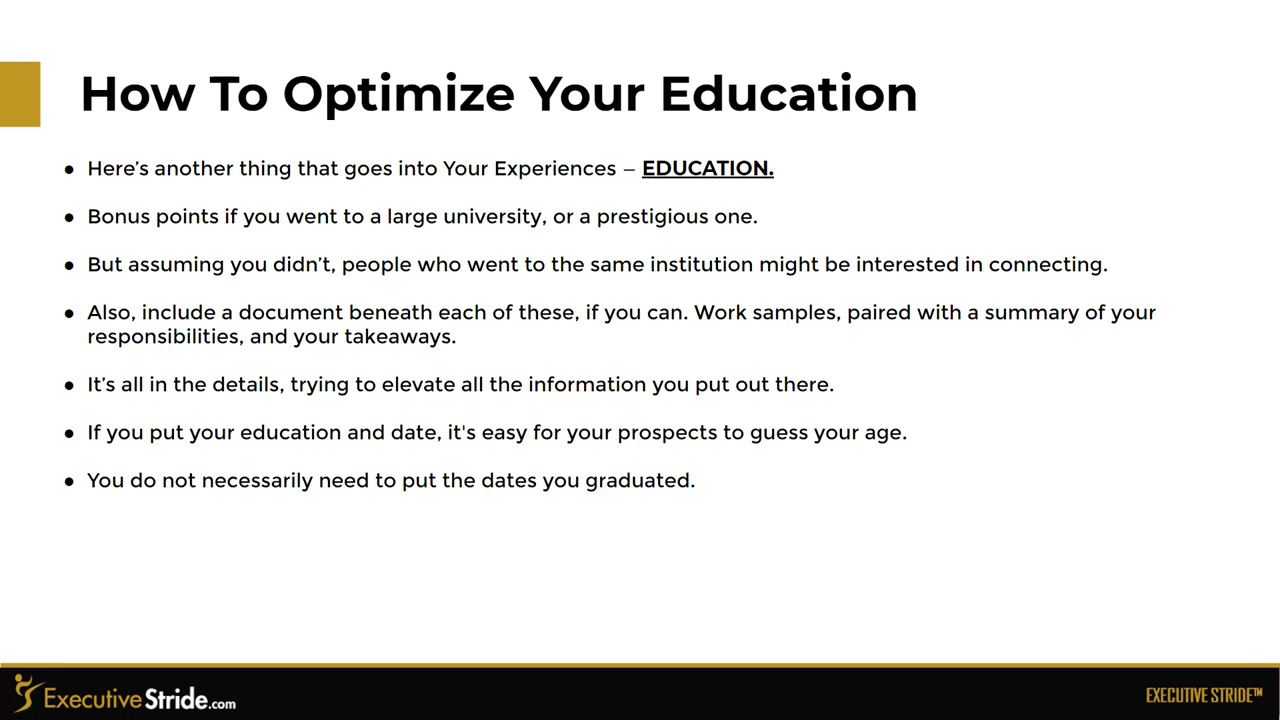 How To Optimize Your Education
● Here’s another thing that goes into Your Experiences – EDUCATION.
● Bonus points if you went to a large university, or a prestigious one.
● But assuming you didn’t, people who went to the same institution might be interested in connecting.
● Also, include a document beneath each of these, if you can. Work samples, paired with a summary of your
responsibilities, and your takeaways.
● It’s all in the details, trying to elevate all the information you put out there.
● If you put your education and date, it's easy for your prospects to guess your age.
● You do not necessarily need to put the dates you graduated.
ExecutiveStride.com
EXECUTIVE STRIDE™